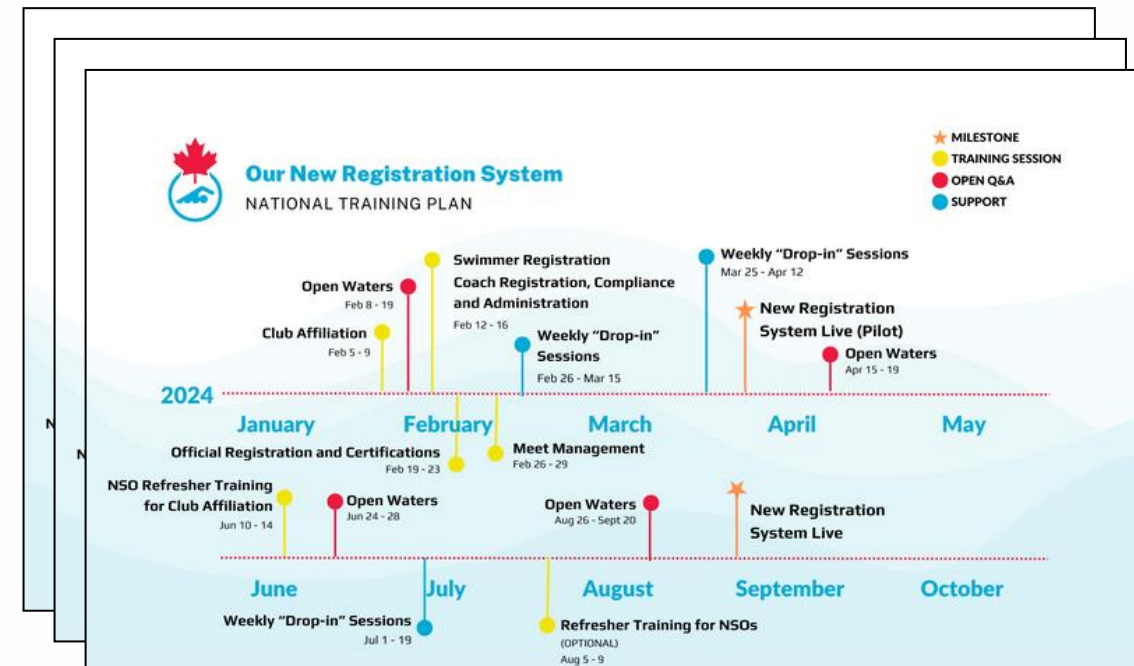 MILESTONE
TRAINING SESSION
OPEN Q&A
SUPPORT
Our New Registration System
NATIONAL TRAINING PLAN
Swimmer Registration
Coach Registration, Compliance
and Administration
Feb 12 - 16
Open Waters
Feb 8 - 19
Club Affiliation
Feb 5 - 9
Weekly "Drop-in"
Sessions
Feb 26 - Mar 15
Weekly “Drop-in” Sessions
Mar 25 - Apr 12
New Registration
System Live (Pilot)
Open Waters
Apr 15 - 19
2024
January
February
March
April
May
Official Registration and Certifications
Feb 19 - 23
Meet Management
Feb 26 - 29
NSO Refresher Training
for Club Affiliation
Jun 10 - 14
Open Waters
Jun 24 - 28
Open Waters
Aug 26 - Sept 20
New Registration
System Live
June
July
August
September
October
Weekly “Drop-in” Sessions
Jul 1 - 19
Refresher Training for NSOs
(OPTIONAL)
Aug 5 - 9
N
N